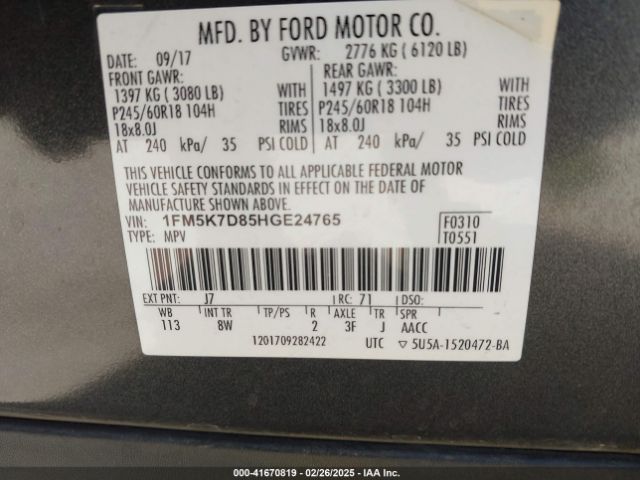 MFD. BY FORD MOTOR CO.
DATE: 09/17 GVWR: 2776 KG ( 6120 LB)
FRONT GAWR: REAR GAWR:
1397 KG ( 3080 LB) WITH 1497 KG ( 3300 LB) WITH
P245/60R18 104H TIRES P245/60R18 104H TIRES
18x8.0J RIMS 18x8.0J RIMS
AT 240 kPa/ 35 PSI COLD AT 240 kPa/ 35 PSI COLD
THIS VEHICLE CONFORMS TO ALL APPLICABLE FEDERAL MOTOR
VEHICLE SAFETY STANDARDS IN EFFECT ON THE DATE OF
MANUFACTURE SHOWN ABOVE.
VIN: 1FM5K7D85HGE24765 F0310
TYPE: MPV T0551
EXT PNT: J7 RC: 71 DSO:
WB INT TR TP/PS R AXLE TR SPR
113 8W 2 3F J AACC
1201709282422 UTC ▽ 5U5A-1520472-BA
000-41670819 - 02/26/2025 - IAA Inc.